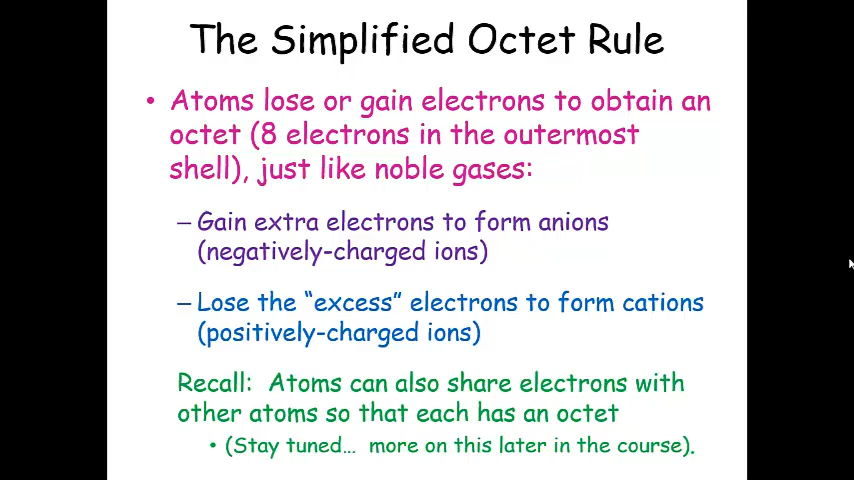 The Simplified Octet Rule
• Atoms lose or gain electrons to obtain an
octet (8 electrons in the outermost
shell), just like noble gases:
– Gain extra electrons to form anions
(negatively-charged ions)
– Lose the “excess” electrons to form cations
(positively-charged ions)
Recall: Atoms can also share electrons with
other atoms so that each has an octet
• (Stay tuned… more on this later in the course).